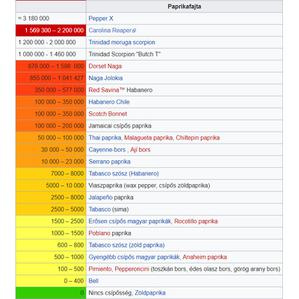 Paprikafajta
≈ 3 180 000 Pepper X
1 569 300 – 2 200 000 Carolina Reaper
1 200 000 - 2 000 000 Trinidad moruga scorpion
1 000 000 - 1 460 000 Trinidad Scorpion "Butch T"
876 000 – 1 598 000 Dorset Naga
855 000 – 1 041 427 Naga Jolokia
350 000 – 577 000 Red Savina™ Habanero
100 000 – 350 000 Habanero Chile
100 000 – 350 000 Scotch Bonnet
100 000 – 200 000 Jamaicai csípős paprika
50 000 – 100 000 Thai Paprika, Malagueta paprika, Chiltepin paprika
30 000 – 50 000 Cayenne-bors , Ají bors
10 000 – 23 000 Serrano paprika
7000 – 8000 Tabasco szósz (Habanero)
5000 – 10 000 Viaszpaprika (wax pepper, csípős zöldpaprika)
2500 – 8000 Jalapeño paprika
2500 – 5000 Tabasco (sima)
1500 – 2500 Erősen csípős magyar paprikák, Rocotillo paprika
1000 – 1500 Poblano paprika
600 – 800 Tabasco szósz (zöld paprika)
500 – 1000 Gyengébb csípős magyar paprikák, Anaheim paprika
100 – 500 Pimiento, Pepperoncini (toszkán bors, édes olasz bors, görög arany bors)
0 – 400 Bell
0 Nincs csípősség, Zöldpaprika